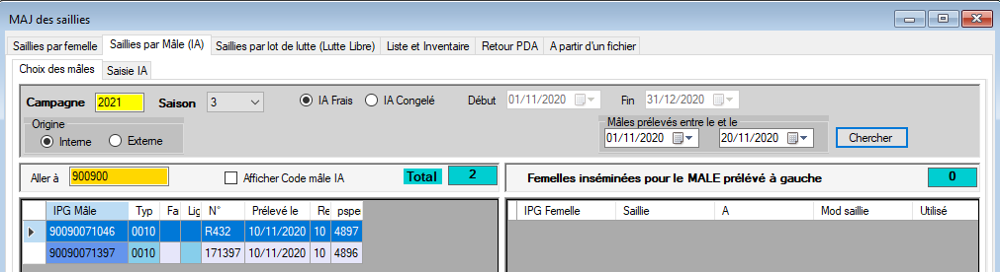 MAJ des saillies
Saillies par femelle Saillies par Mâle (IA) Saillies par lot de lutte (Lutte Libre) Liste et Inventaire Retour PDA A partir d'un fichier
Choix des mâles Saisie IA
Campagne 2021 Saison 3 IA Frais IA Congelé Début 01/11/2020 Fin 31/12/2020
Origine Mâles prélevés entre le et le
Interne Externe 01/11/2020 20/11/2020 Chercher
Aller à 900900 Afficher Code mâle IA Total 2 Femelles inséminées pour le MALE prélévé à gauche 0
IPG Mâle Typ Fa Lig N° Prélevé le Re pspe IPG Femelle Saillie A Mod saillie Utilisé
90090071046 0010 R432 10/11/2020 10 4897
90090071397 0010 171397 10/11/2020 10 4896